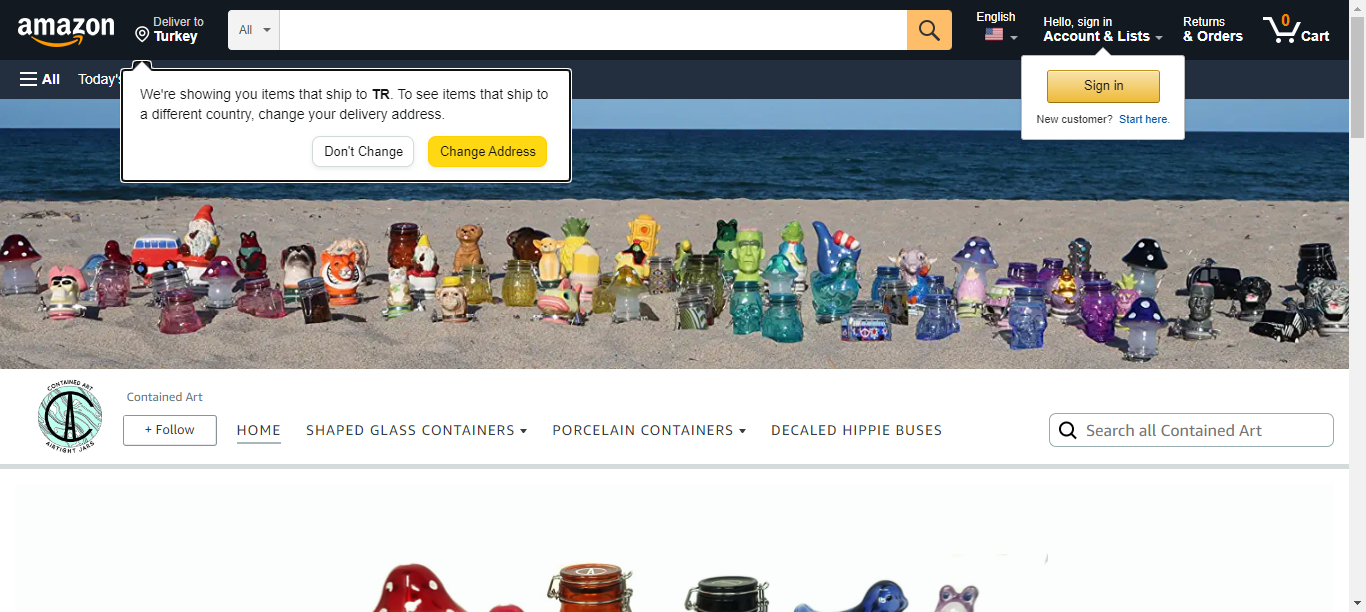 amazon
Deliver to
Turkey
All
English
Hello, sign in
Account & Lists
Returns
& Orders
0
Cart
All
Today's
We're showing you items that ship to TR. To see items that ship to
a different country, change your delivery address.
Don't Change
Change Address
Sign in
New customer? Start here.
CONTAINED ART
AIRTIGHT JARS
Contained Art
+ Follow
HOME
SHAPED GLASS CONTAINERS
PORCELAIN CONTAINERS
DECALED HIPPIE BUSES
Search all Contained Art